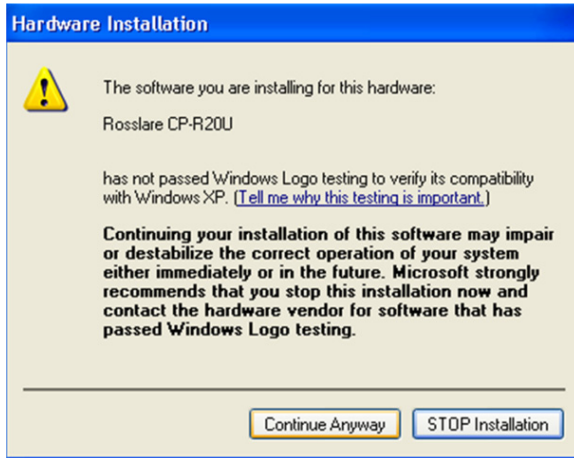 Hardware Installation
The software you are installing for this hardware:
Rosslare CP-R20U
has not passed Windows Logo testing to verify its compatibility
with Windows XP. (Tell me why this testing is important.)
Continuing your installation of this software may impair
or destabilize the correct operation of your system
either immediately or in the future. Microsoft strongly
recommends that you stop this installation now and
contact the hardware vendor for software that has
passed Windows Logo testing.
Continue Anyway STOP Installation